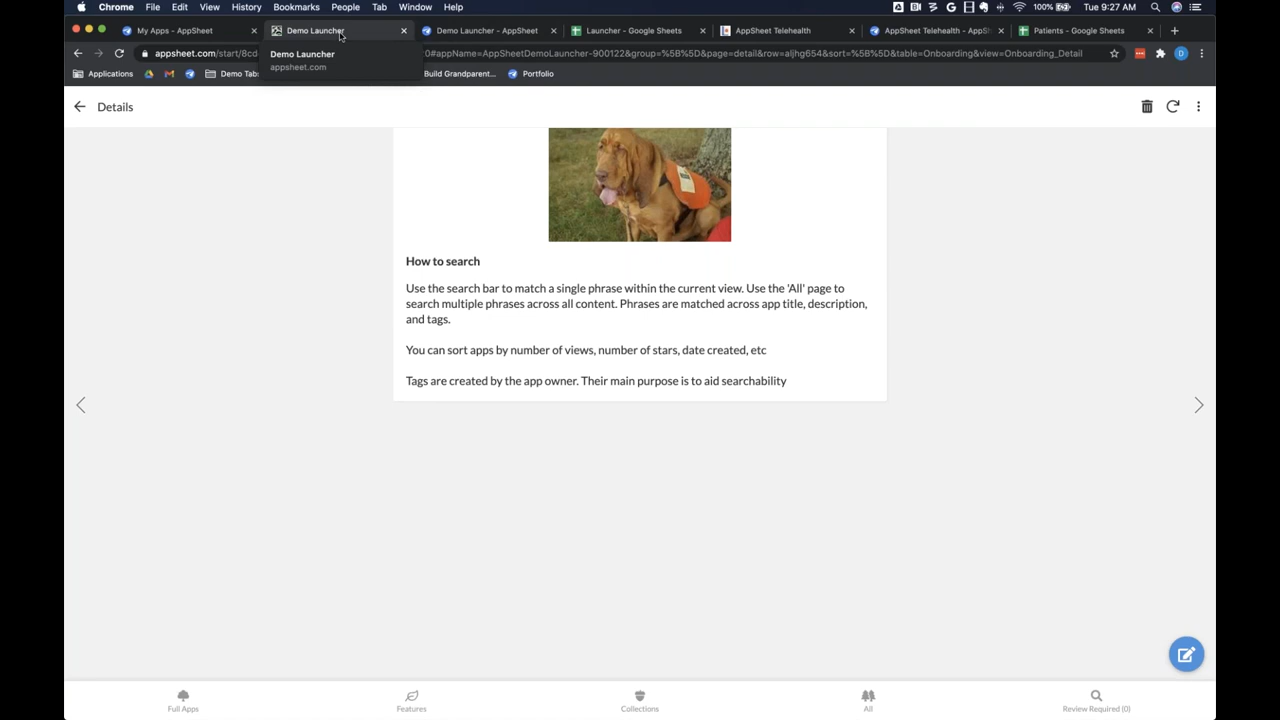 Chrome File Edit View History Bookmarks People Tab Window Help 100% Tue 9:27 AM
My Apps - AppSheet Demo Launcher Demo Launcher - AppSheet Launcher - Google Sheets AppSheet Telehealth AppSheet Telehealth - AppSh Patients - Google Sheets
appsheet.com/start/8cd 0#appName=AppSheetDemoLauncher-900122&group=%5B%5D&page=detail&row=aljhg654&sort=%5B%5D&table=Onboarding&view=Onboarding_Detail D
Demo Launcher
appsheet.com
Applications Demo Tabs Build Grandparent... Portfolio
Details
How to search
Use the search bar to match a single phrase within the current view. Use the 'All' page to
search multiple phrases across all content. Phrases are matched across app title, description,
and tags.
You can sort apps by number of views, number of stars, date created, etc
Tags are created by the app owner. Their main purpose is to aid searchability
Full Apps Features Collections All Review Required (0)